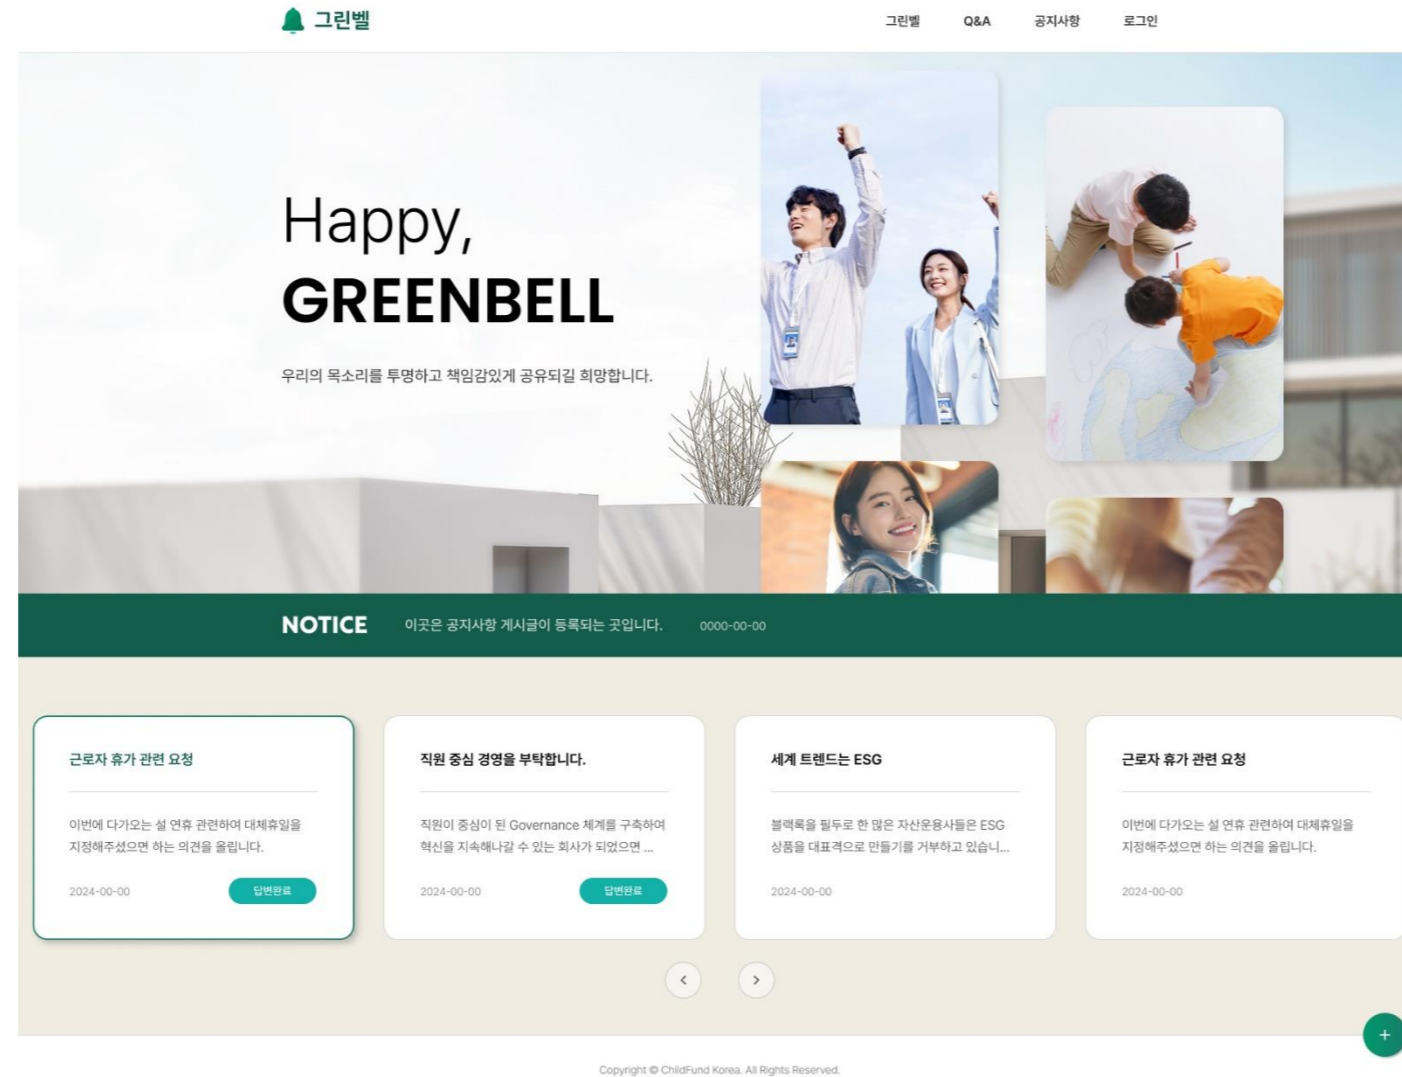 그린벨
그린벨 Q&A 공지사항 로그인
Happy,
GREENBELL
우리의 목소리를 투명하고 책임감있게 공유되길 희망합니다.
NOTICE 이곳은 공지사항 게시글이 등록되는 곳입니다. 0000-00-00
근로자 휴가 관련 요청
이번에 다가오는 설 연휴 관련하여 대체휴일을
지정해주셨으면 하는 의견을 올립니다.
2024-00-00 답변완료
직원 중심 경영을 부탁합니다.
직원이 중심이 된 Governance 체계를 구축하여
혁신을 지속해나갈 수 있는 회사가 되었으면 ...
2024-00-00 답변완료
세계 트렌드는 ESG
블랙록을 필두로 한 많은 자산운용사들은 ESG
상품을 대표격으로 만들기를 거부하고 있습니...
2024-00-00
근로자 휴가 관련 요청
이번에 다가오는 설 연휴 관련하여 대체휴일을
지정해주셨으면 하는 의견을 올립니다.
2024-00-00
Copyright © ChildFund Korea. All Rights Reserved.